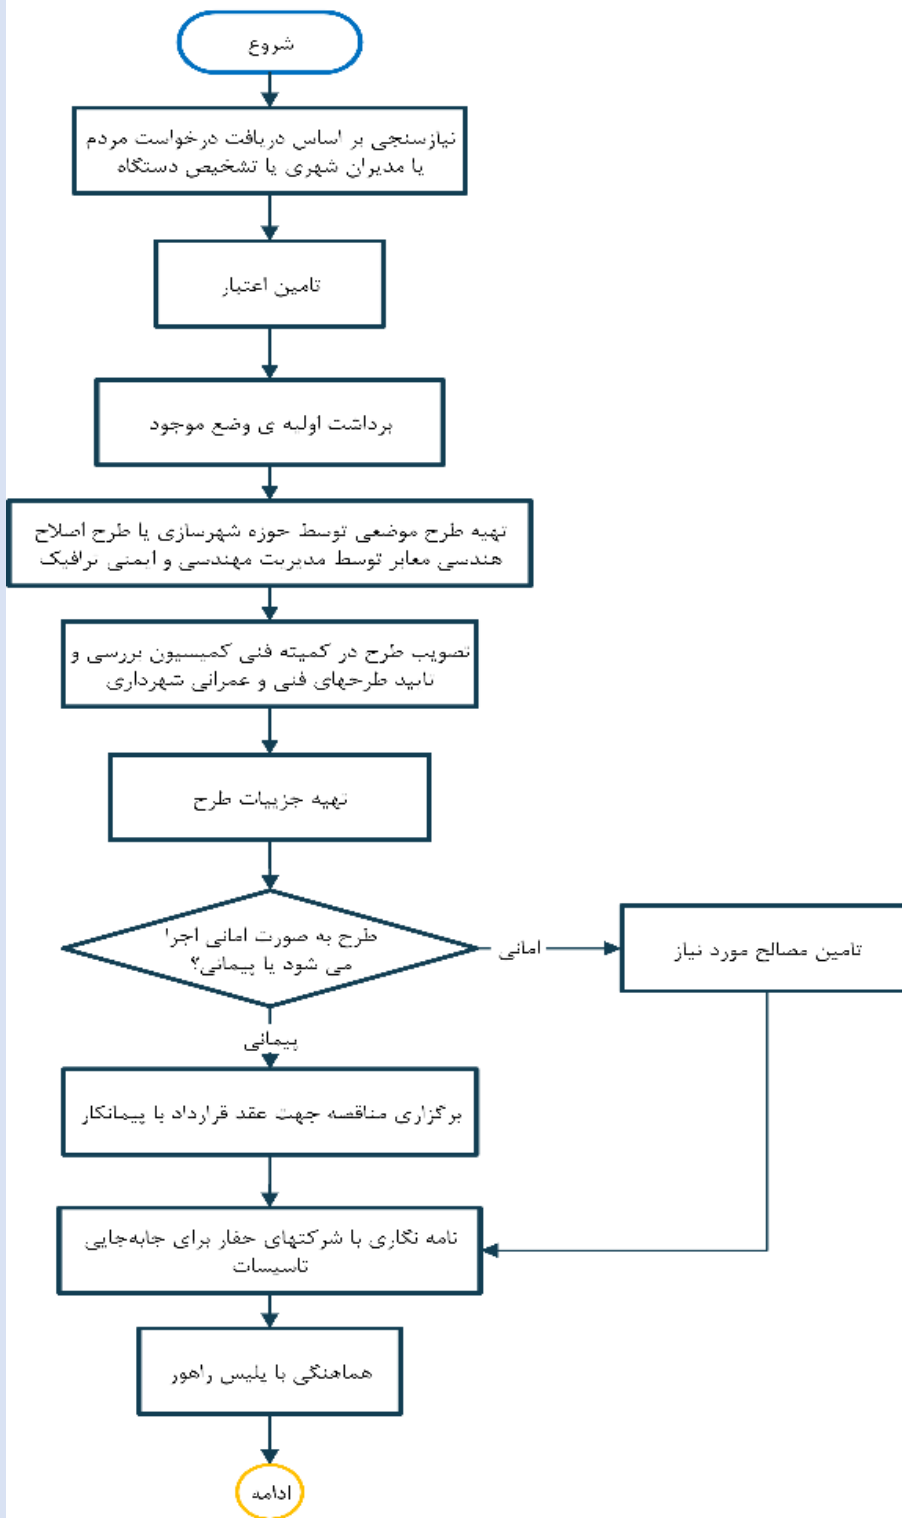 شروع
نیازسنجی بر اساس دریافت درخواست مردم
یا مدیران شهری یا تشخیص دستگاه
تامین اعتبار
برداشت اولیه ی وضع موجود
تهیه طرح موضعی توسط حوزه شهرسازی یا طرح اصلاح
هندسی معابر توسط مدیریت مهندسی و ایمنی ترافیک
تصویب طرح در کمیته فنی کمیسیون بررسی و
تایید طرحهای فنی و عمرانی شهرداری
تهیه جزییات طرح
طرح به صورت امانی اجرا
می شود یا پیمانی؟
امانی
تامین مصالح مورد نیاز
پیمانی
برگزاری مناقصه جهت عقد قرارداد با پیمانکار
نامه نگاری با شرکتهای حفار برای جابه‌جایی
تاسیسات
هماهنگی با پلیس راهور
ادامه